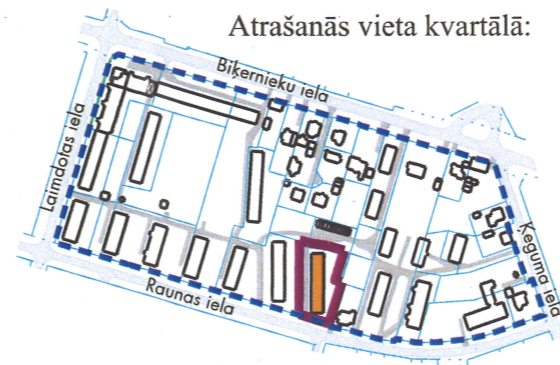 Atrašanās vieta kvartālā:
Biķernieku iela
Laimdotas iela
Ķeguma iela
Raunas iela